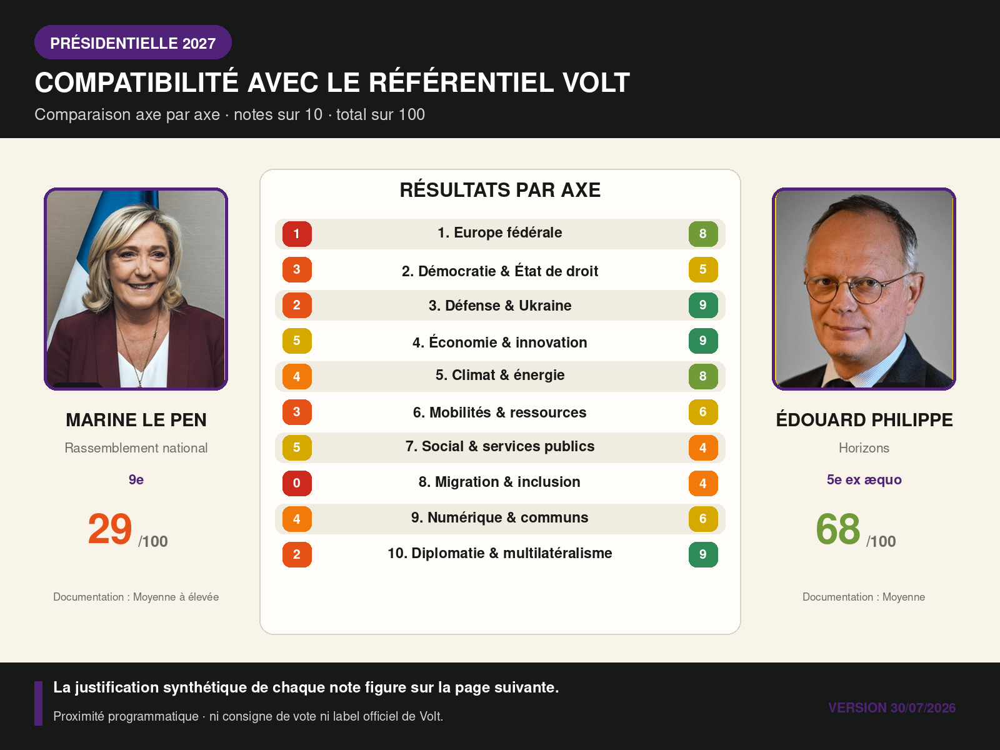 PRÉSIDENTIELLE 2027
COMPATIBILITÉ AVEC LE RÉFÉRENTIEL VOLT
Comparaison axe par axe · notes sur 10 · total sur 100
RÉSULTATS PAR AXE
1 1. Europe fédérale 8
3 2. Démocratie & État de droit 5
2 3. Défense & Ukraine 9
5 4. Économie & innovation 9
4 5. Climat & énergie 8
3 6. Mobilités & ressources 6
5 7. Social & services publics 4
0 8. Migration & inclusion 4
4 9. Numérique & communs 6
2 10. Diplomatie & multilatéralisme 9
MARINE LE PEN
Rassemblement national
9e
29 /100
Documentation : Moyenne à élevée
ÉDOUARD PHILIPPE
Horizons
5e ex æquo
68 /100
Documentation : Moyenne
La justification synthétique de chaque note figure sur la page suivante.
Proximité programmatique · ni consigne de vote ni label officiel de Volt.
VERSION 30/07/2026